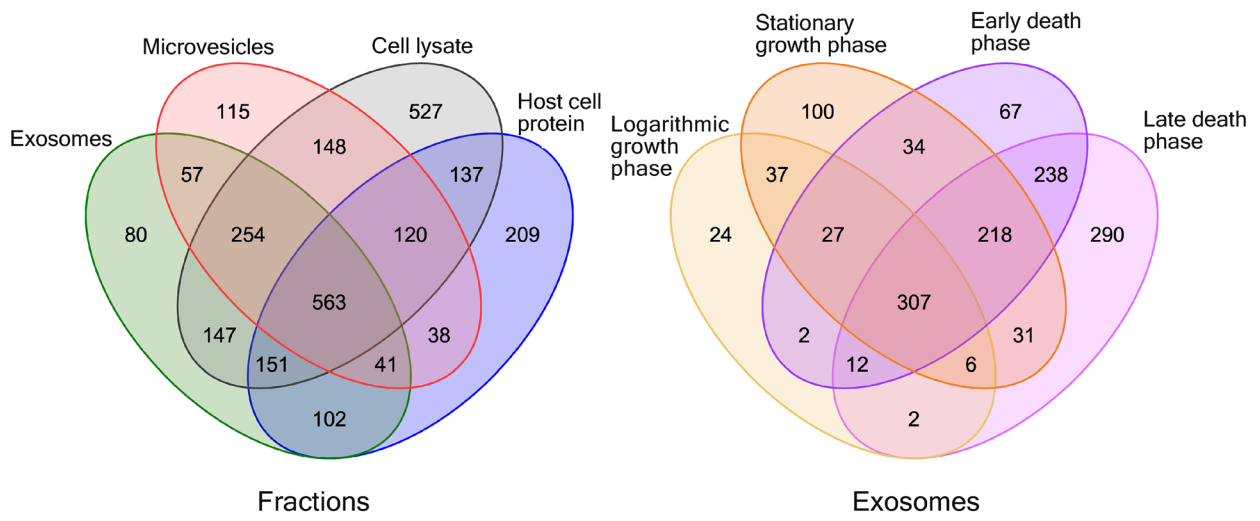 Microvesicles
Cell lysate
Exosomes
Host cell
protein
115
527
148
57
137
80
254
120
209
563
147
38
151
41
102
Fractions
Stationary
growth phase
Early death
phase
Logarithmic
growth
phase
Late death
phase
100
67
34
37
238
24
27
218
290
307
2
31
12
6
2
Exosomes